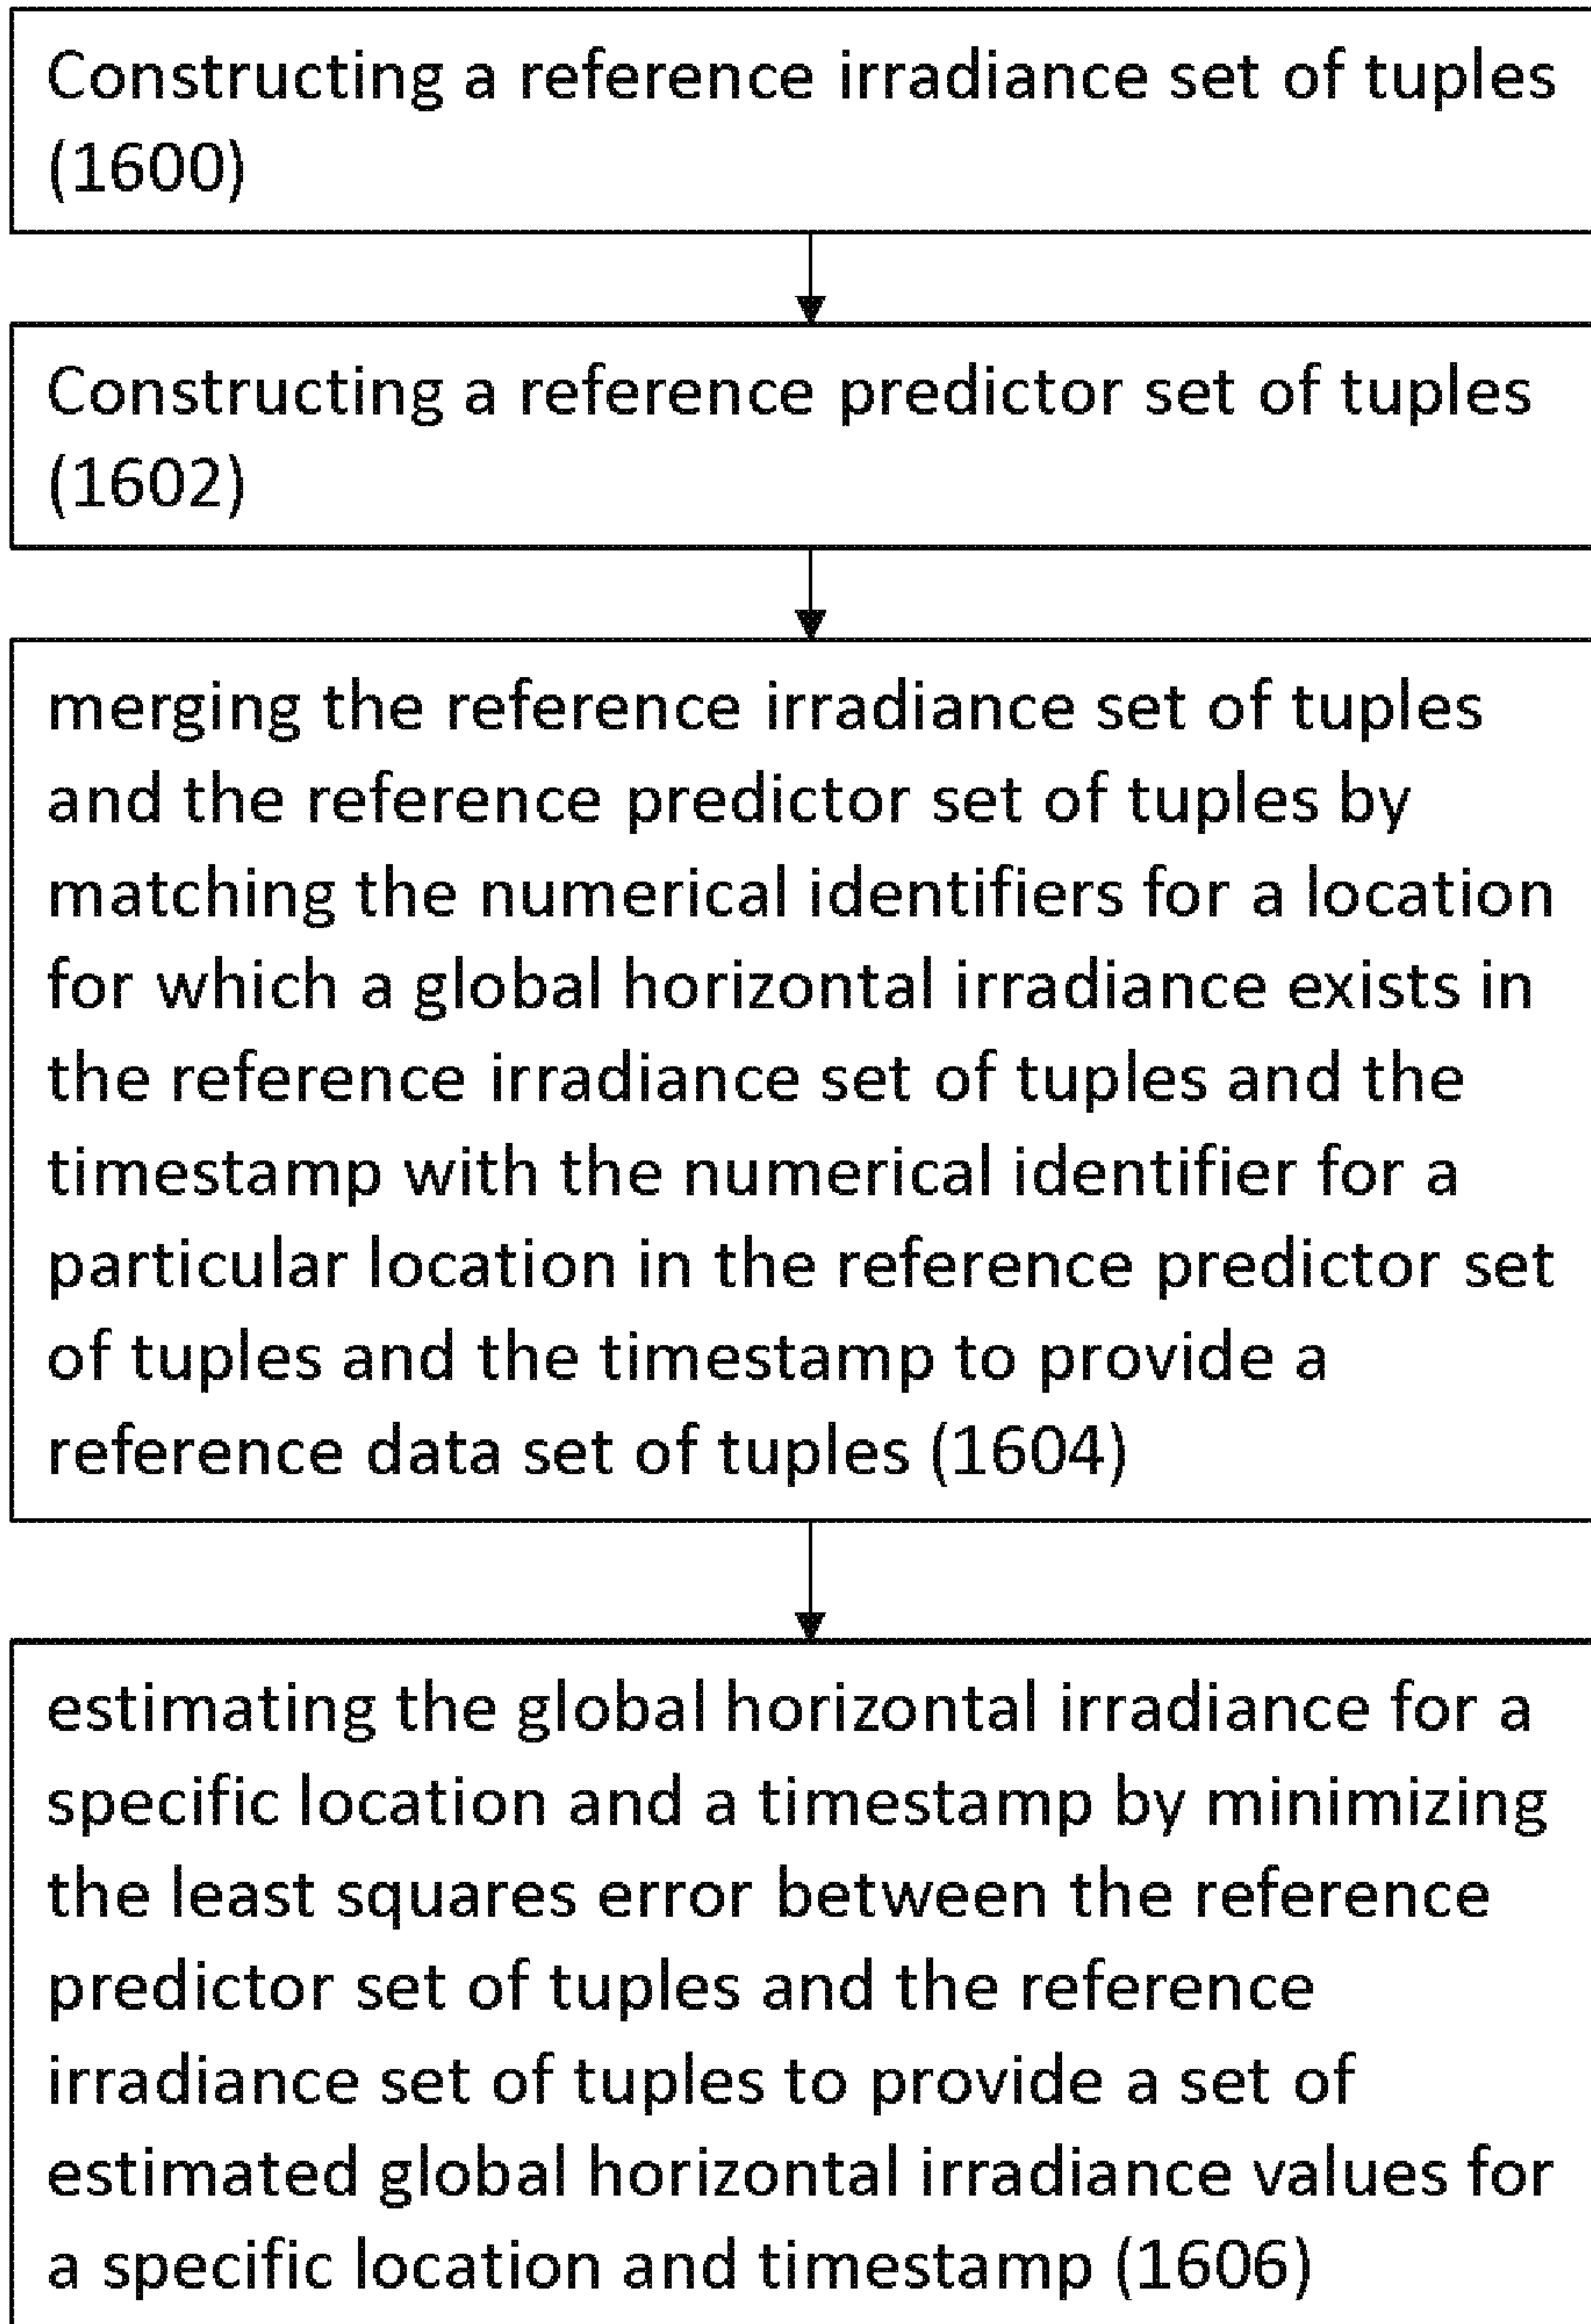 Constructing a reference irradiance set of tuples
(1600)
Constructing a reference predictor set of tuples
(1602)
merging the reference irradiance set of tuples
and the reference predictor set of tuples by
matching the numerical identifiers for a location
for which a global horizontal irradiance exists in
the reference irradiance set of tuples and the
timestamp with the numerical identifier for a
particular location in the reference predictor set
of tuples and the timestamp to provide a
reference data set of tuples (1604)
estimating the global horizontal irradiance for a
specific location and a timestamp by minimizing
the least squares error between the reference
predictor set of tuples and the reference
irradiance set of tuples to provide a set of
estimated global horizontal irradiance values for
a specific location and timestamp (1606)